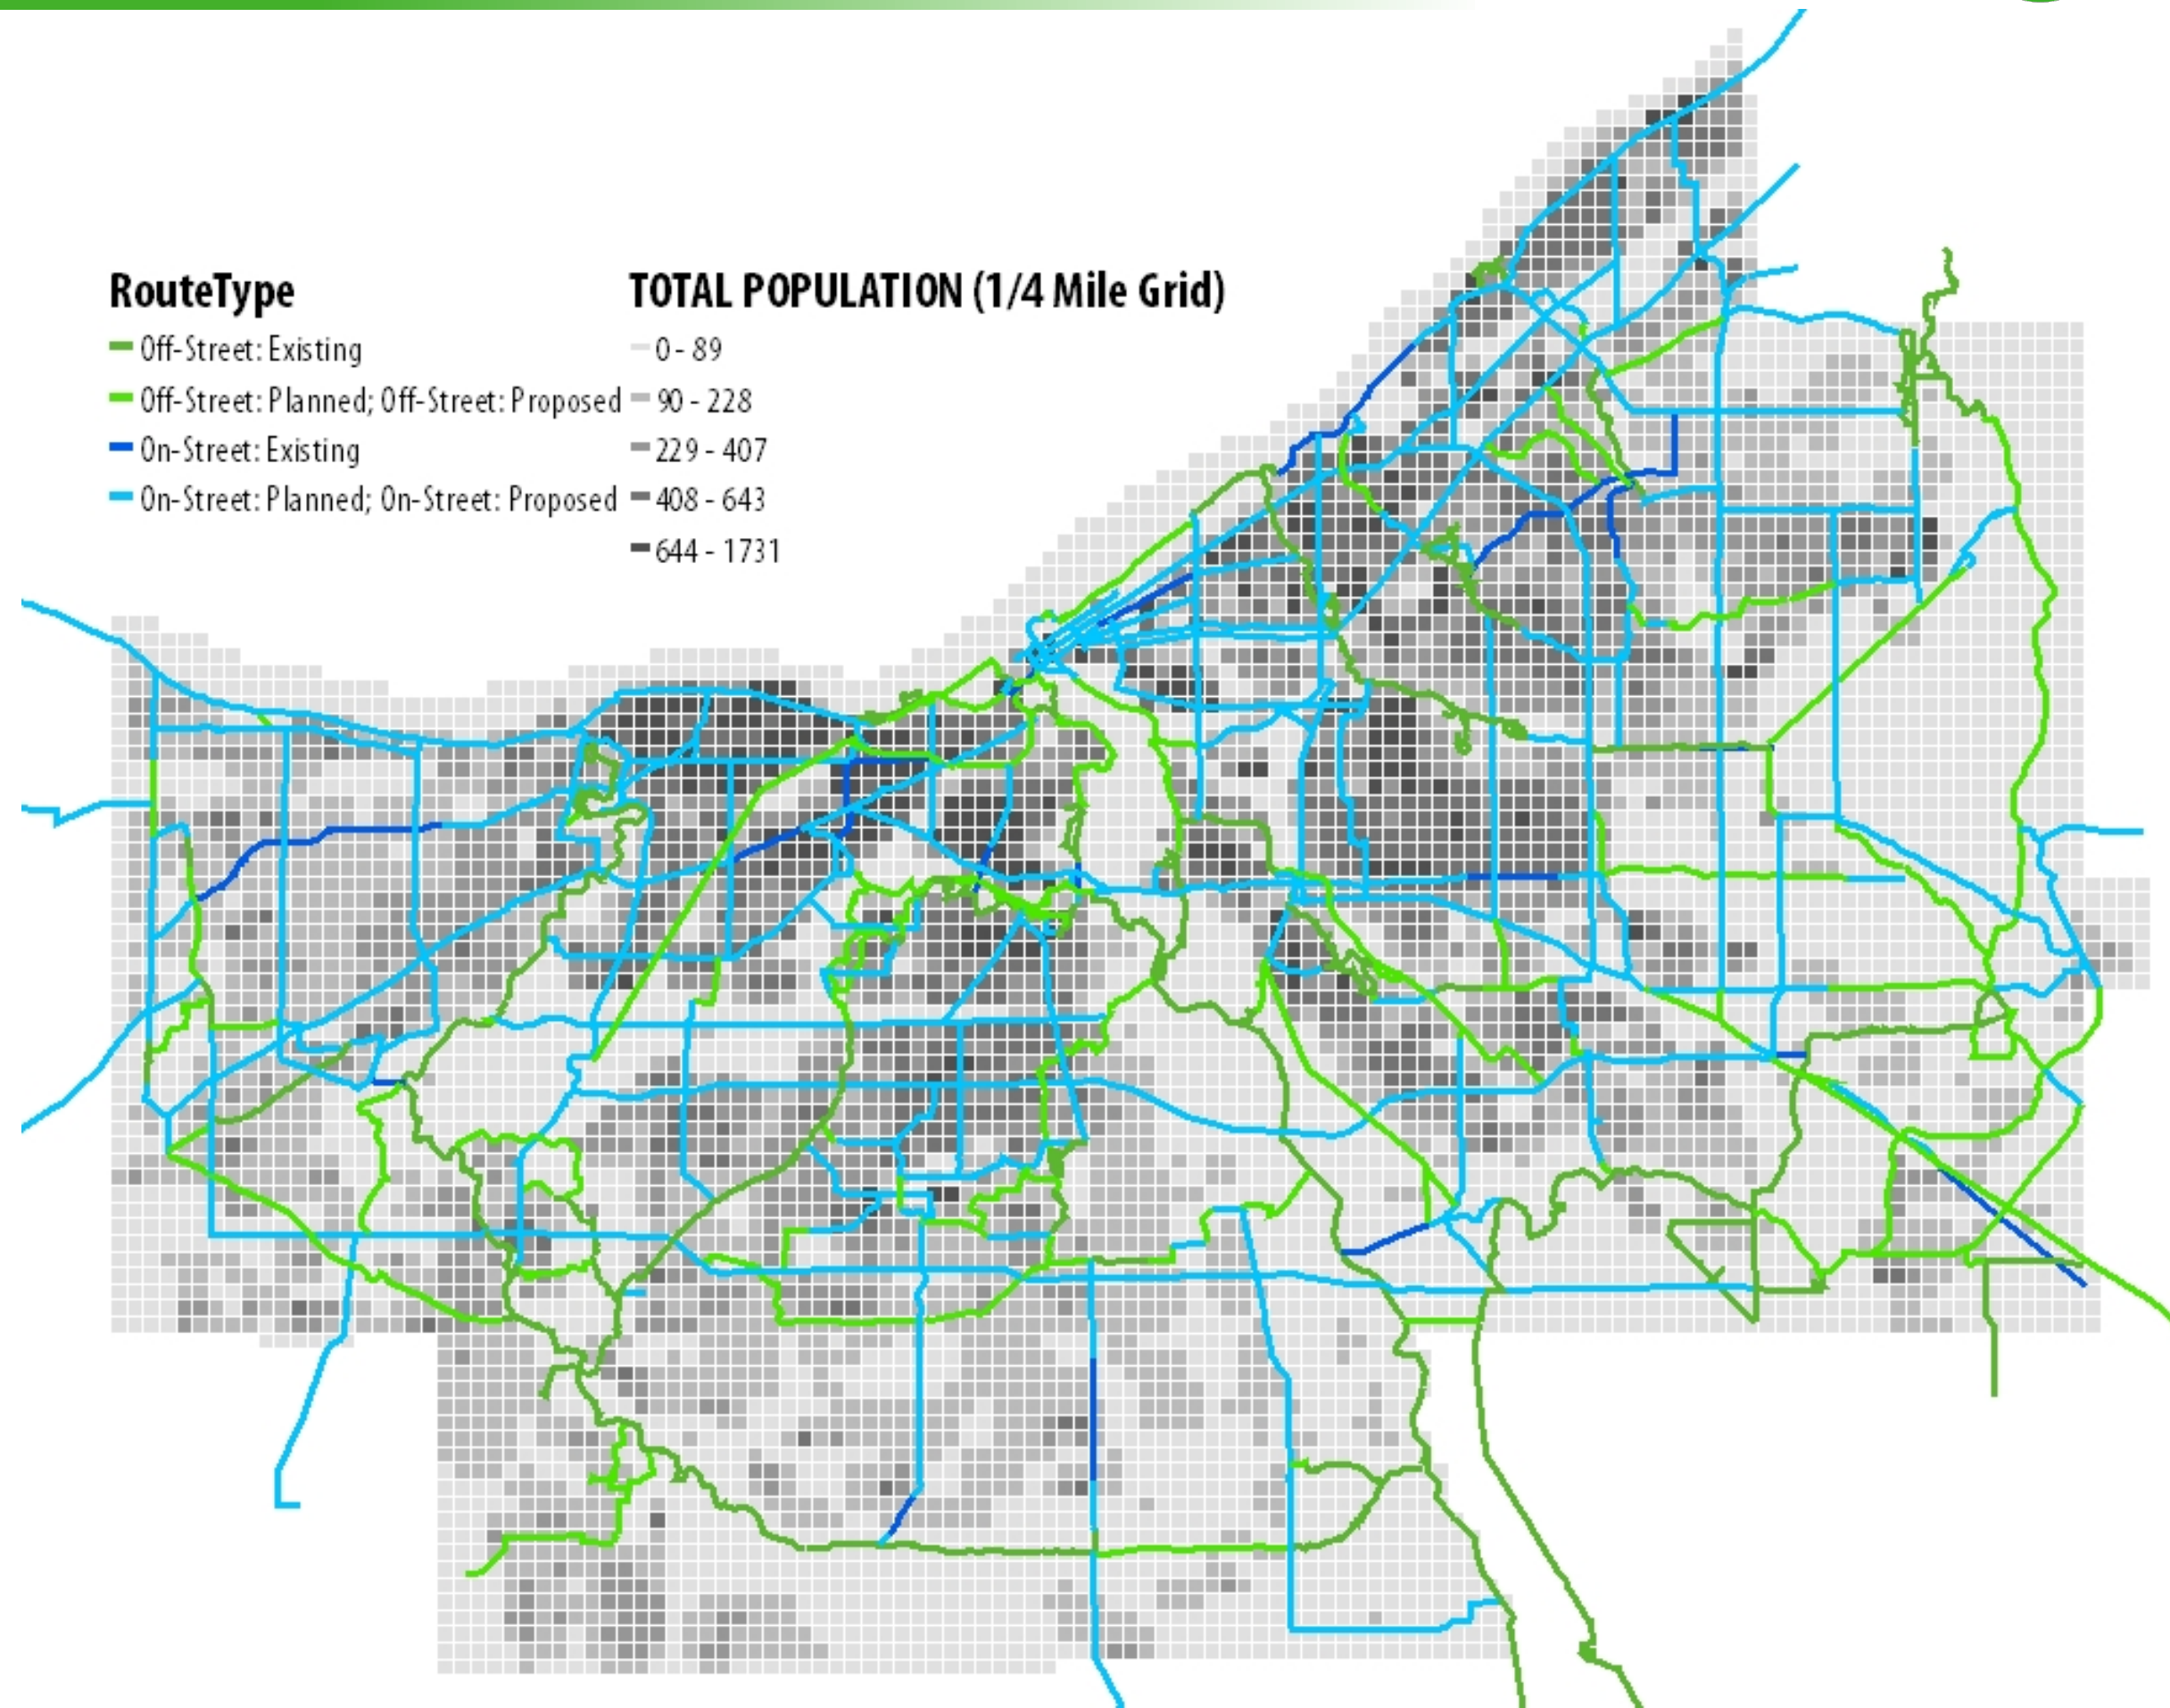 RouteType
Off-Street: Existing
Off-Street: Planned; Off-Street: Proposed
On-Street: Existing
On-Street: Planned; On-Street: Proposed
TOTAL POPULATION (1/4 Mile Grid)
0 - 89
90 - 228
229 - 407
408 - 643
644 - 1731